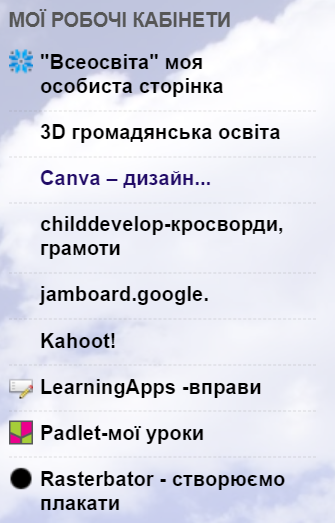 МОЇ РОБОЧІ КАБІНЕТИ
"Всеосвіта" моя
особиста сторінка
3D громадянська освіта
Canva – дизайн...
childdevelop-кросворди,
грамоти
jamboard.google.
Kahoot!
LearningApps -вправи
Padlet-мої уроки
Rasterbator - створюємо
плакати